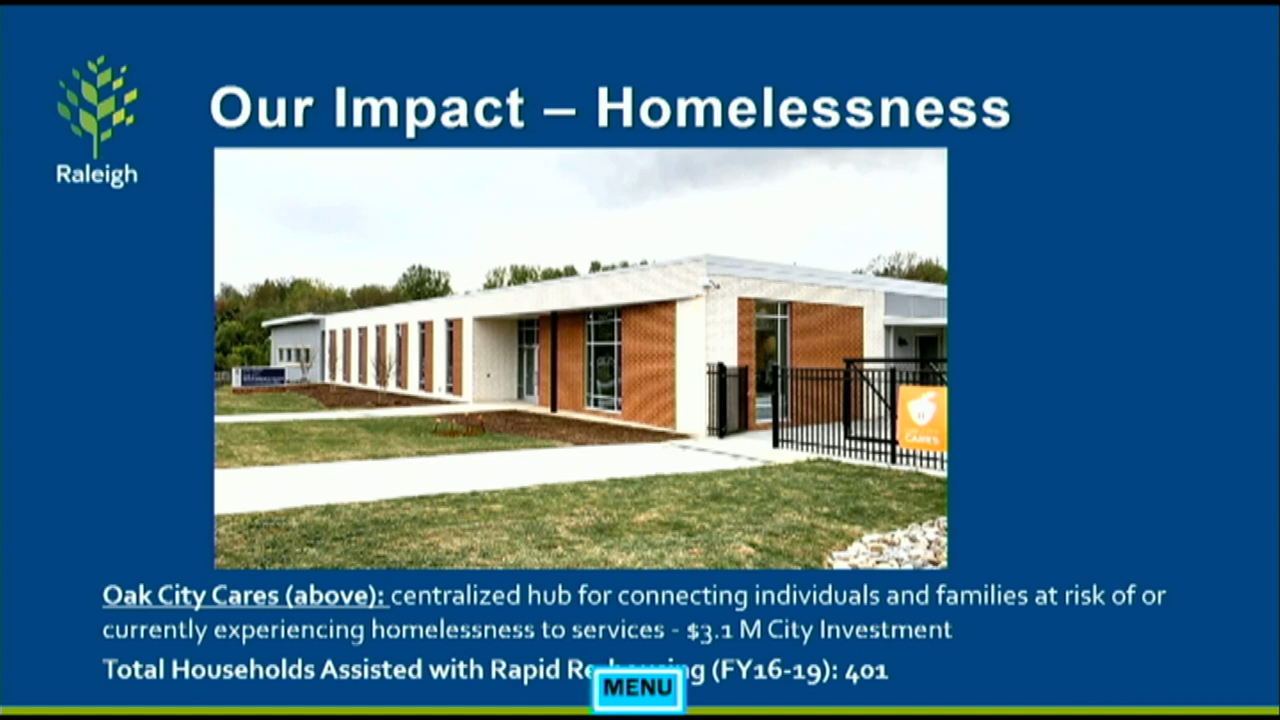 Raleigh
Our Impact – Homelessness
CARES
Oak City Cares (above): centralized hub for connecting individuals and families at risk of or
currently experiencing homelessness to services - $3.1 M City Investment
Total Households Assisted with Rapid (FY16-19): 401
MENU